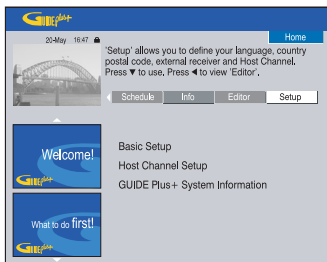 GUIDE Plus+
Home
20-May 16:47
'Setup' allows you to define your language, country
postal code, external receiver and Host Channel.
Press ▼ to use. Press ◀ to view 'Editor'.
Schedule Info Editor Setup
Welcome!
GUIDE Plus+
Basic Setup
Host Channel Setup
GUIDE Plus+ System Information
What to do first!
GUIDE Plus+